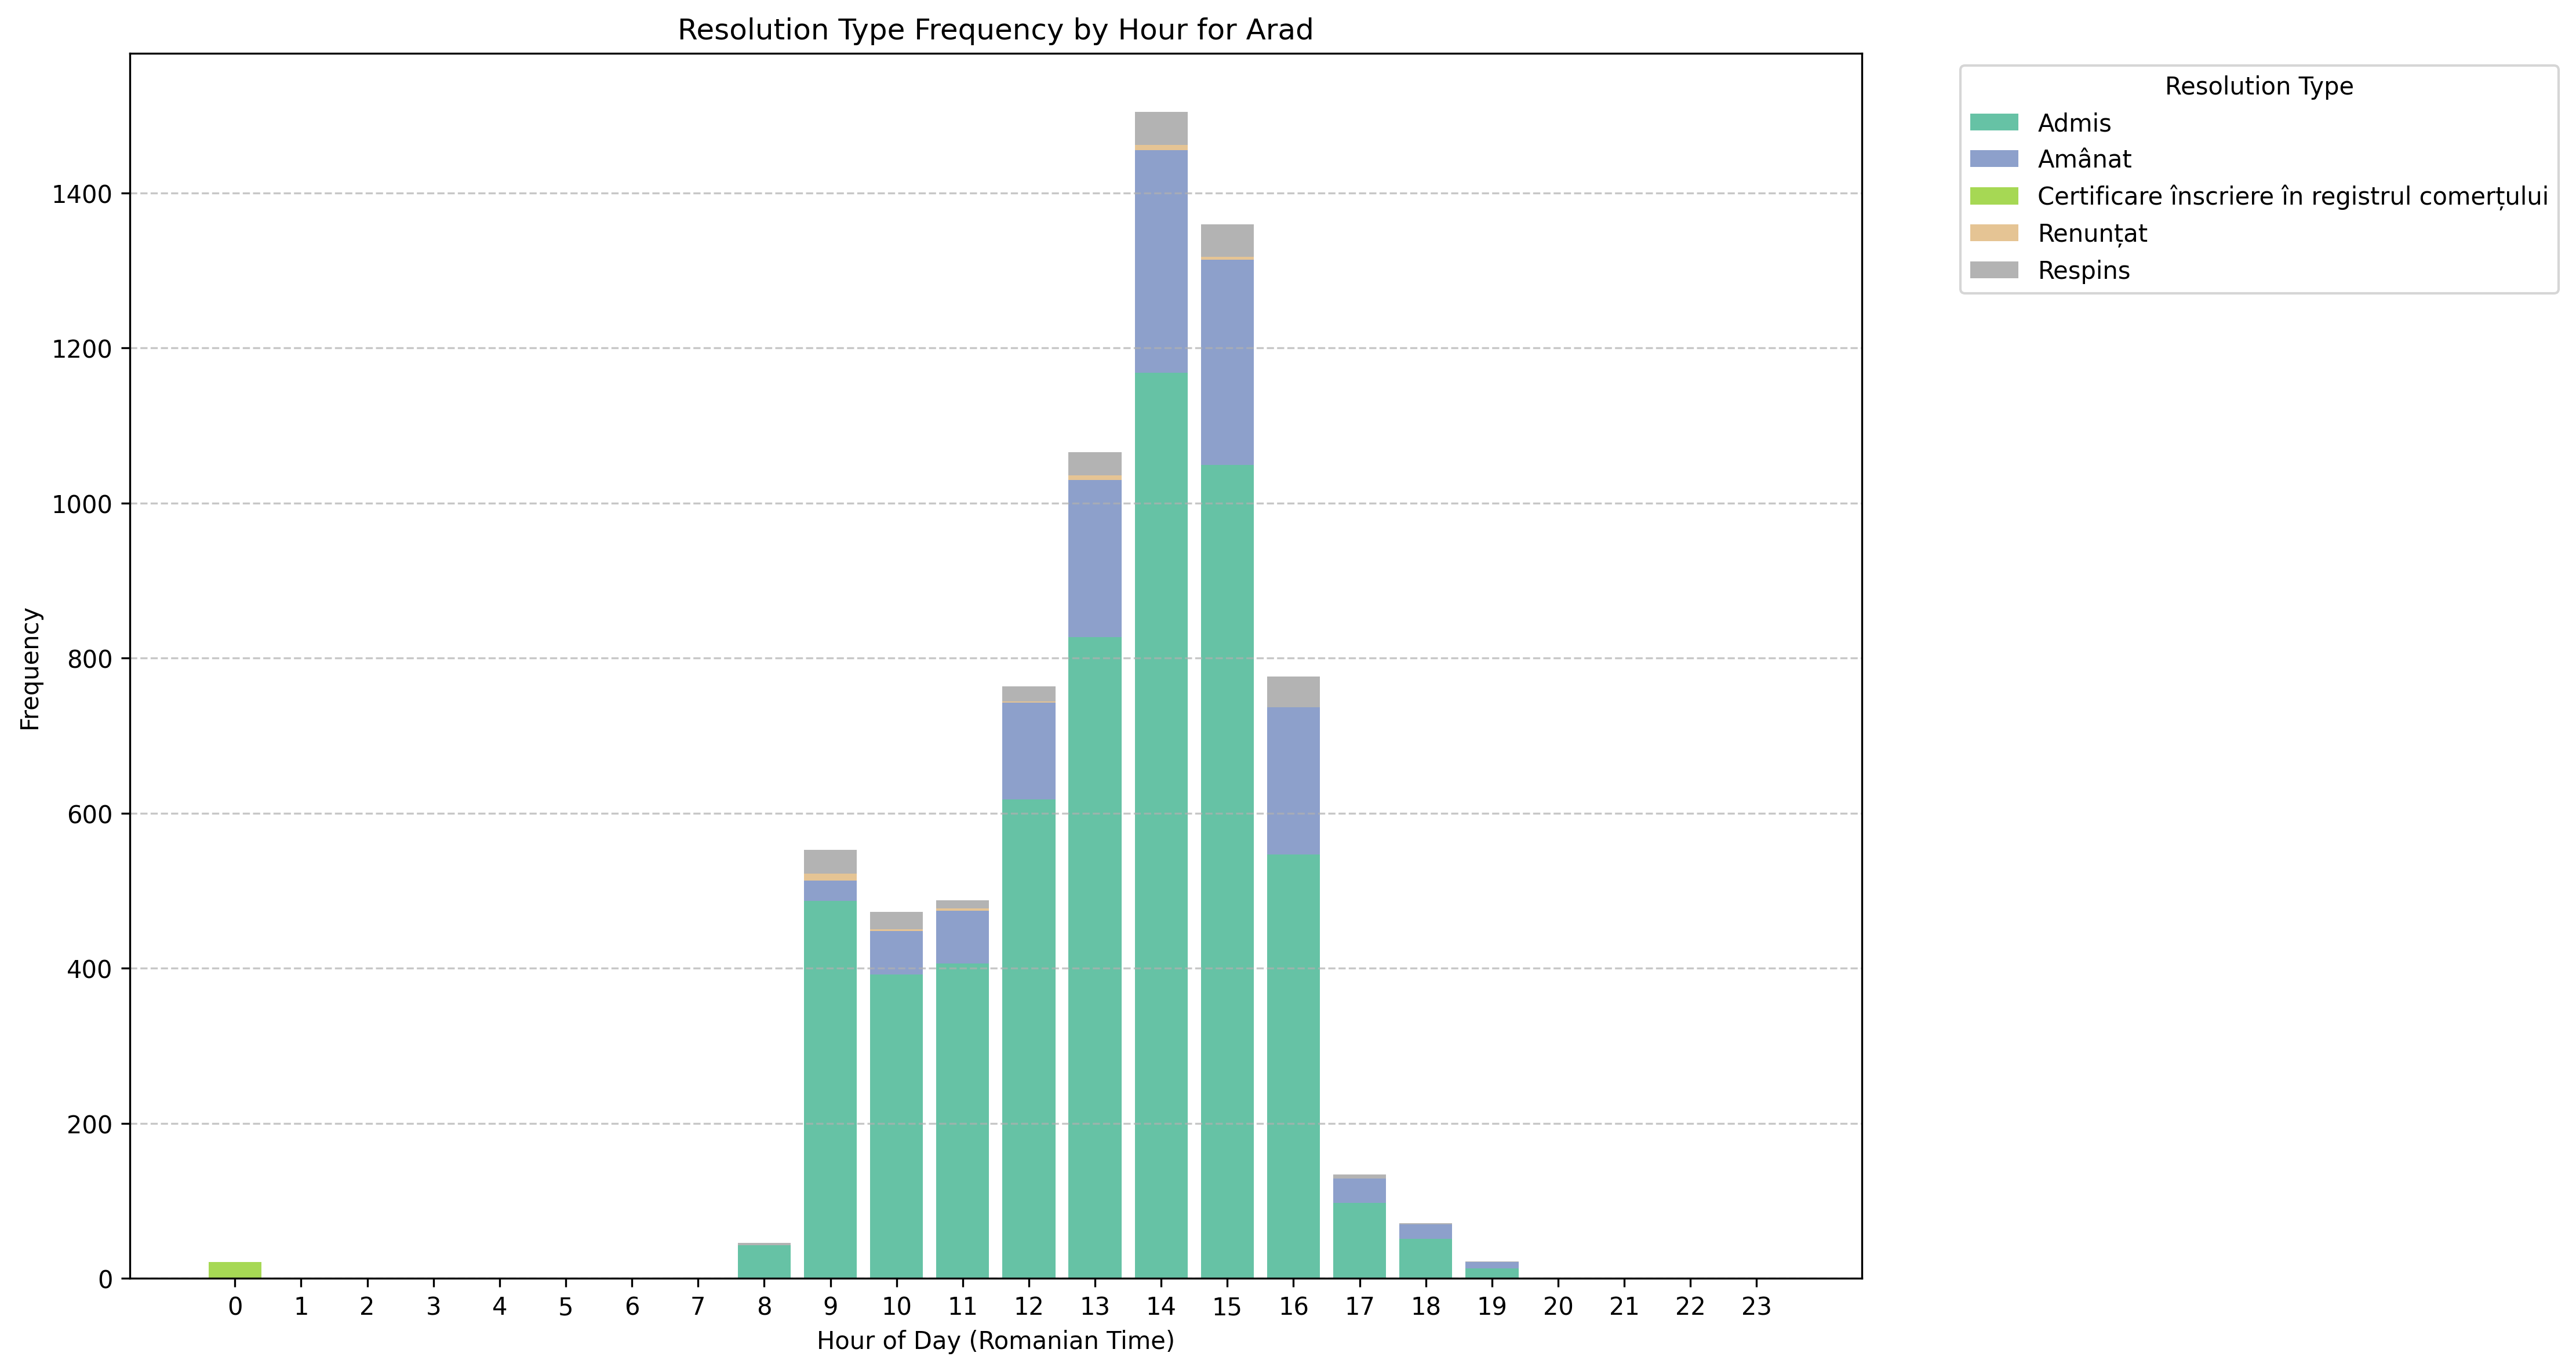 Resolution Type Frequency by Hour for Arad
Resolution Type
Admis
Amânat
Certificare înscriere în registrul comerțului
Renunțat
Respins
Frequency
1400
1200
1000
800
600
400
200
0
0 1 2 3 4 5 6 7 8 9 10 11 12 13 14 15 16 17 18 19 20 21 22 23
Hour of Day (Romanian Time)